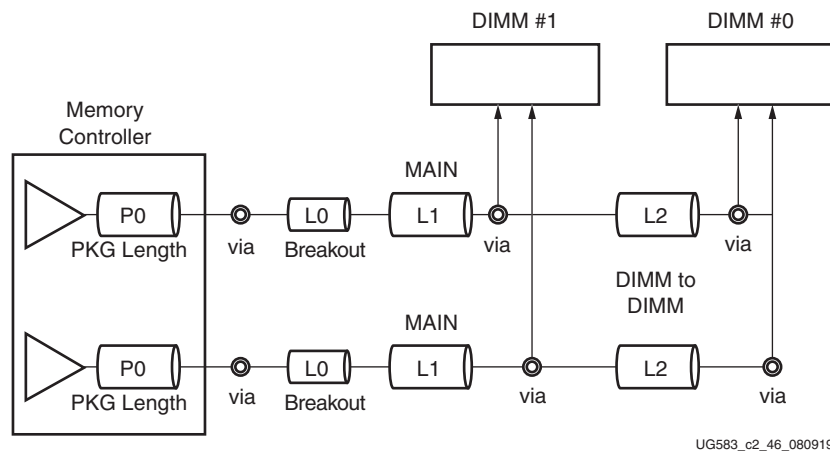 DIMM #1
DIMM #0
Memory
Controller
MAIN
P0
L0
L1
L2
PKG Length
via
Breakout
via
via
DIMM to
DIMM
MAIN
P0
L0
L1
L2
PKG Length
via
Breakout
via
via
UG583_c2_46_080919